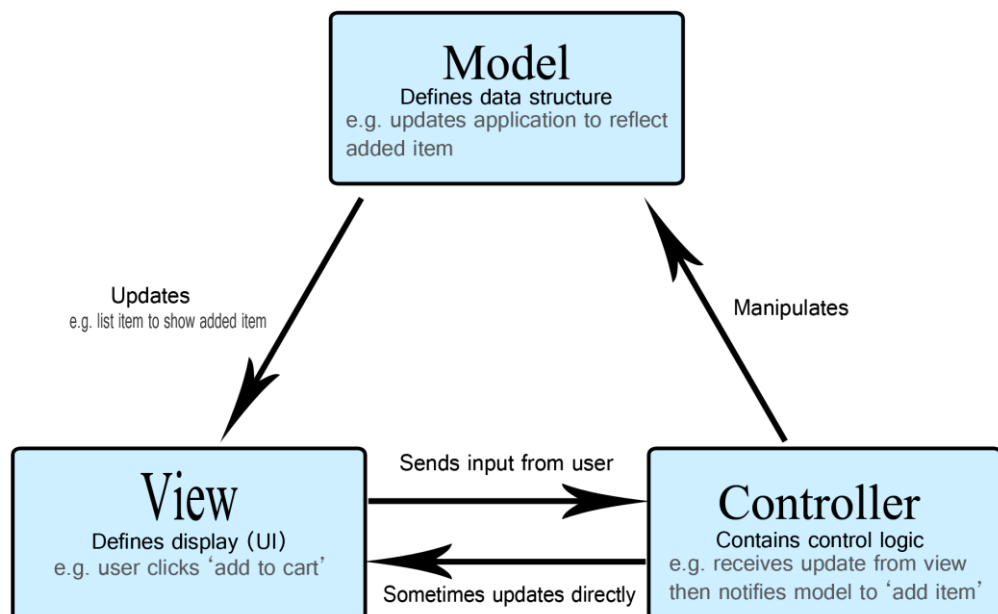 Model
Defines data structure
e.g. updates application to reflect
added item
Updates
e.g. list item to show added item
Manipulates
View
Defines display (UI)
e.g. user clicks ‘add to cart’
Sends input from user
Sometimes updates directly
Controller
Contains control logic
e.g. receives update from view
then notifies model to ‘add item’